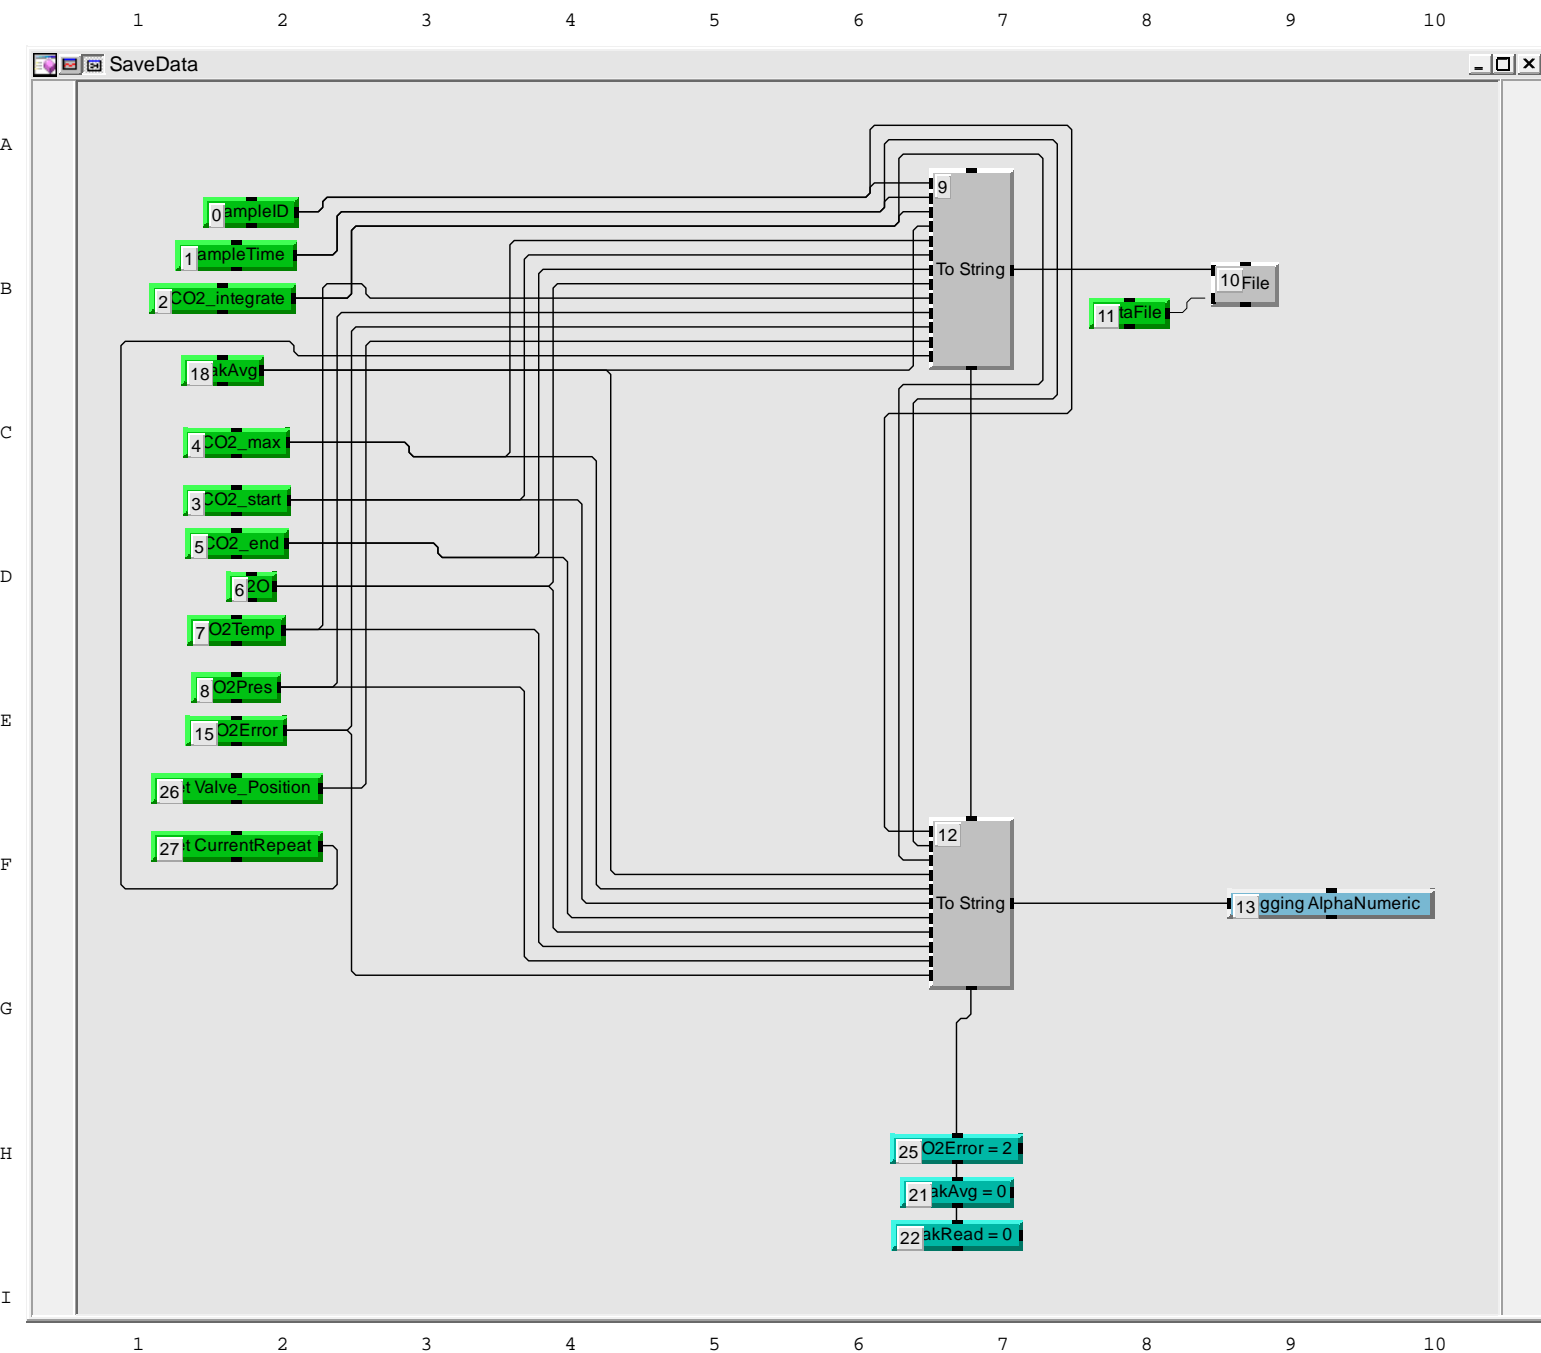 1 2 3 4 5 6 7 8 9 10
SaveData
A
9
0 ampleID
1 ampleTime
To String
B
2 CO2_integrate
10 File
11 taFile
18 akAvg
C
4 CO2_max
3 CO2_start
5 CO2_end
D
6 2O
7 O2Temp
8 O2Pres
E
15 O2Error
26 t Valve_Position
12
27 t CurrentRepeat
F
To String
13 gging AlphaNumeric
G
H
25 O2Error = 2
21 akAvg = 0
22 akRead = 0
I
1 2 3 4 5 6 7 8 9 10